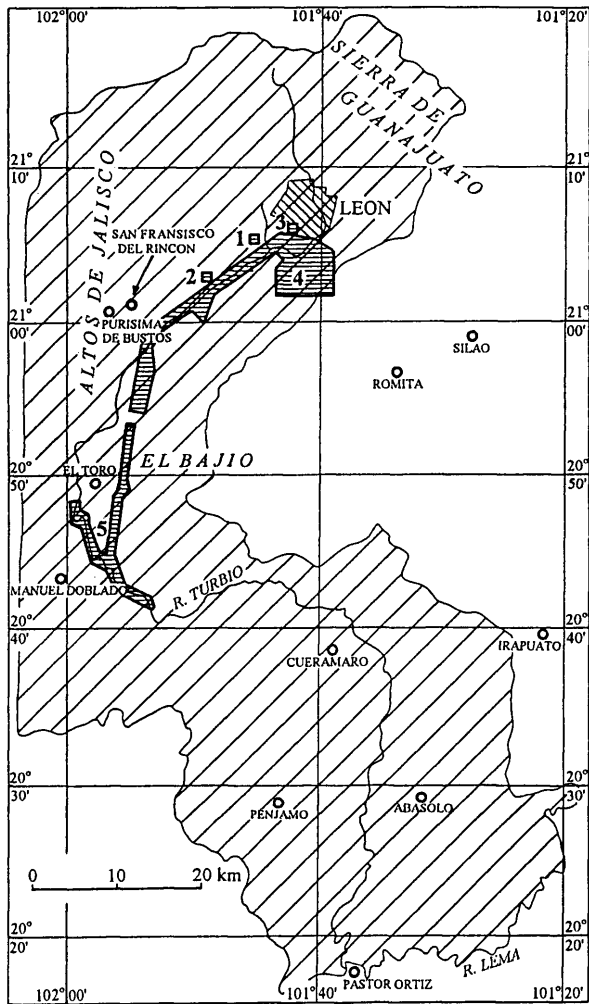 102° 00'
101° 40'
101° 20'
SIERRA DE
GUANAJUATO
21°
10'
21°
10'
ALTOS DE JALISCO
LEON
SAN FRANSISCO
DEL RINCON
1
3
2
4
PURISIMA
DE BUSTOS
21°
00'
21°
00'
SILAO
ROMITA
EL BAJIO
20°
50'
20°
50'
EL TORO
5
MANUEL DOBLADO
R. TURBIO
20°
40'
20°
40'
IRAPUATO
CUERAMARO
20°
30'
20°
30'
PÉNJAMO
ABASOLO
0 10 20 km
20°
20'
20°
20'
R. LEMA
PASTOR ORTIZ
102° 00'
101° 40'
101° 20'